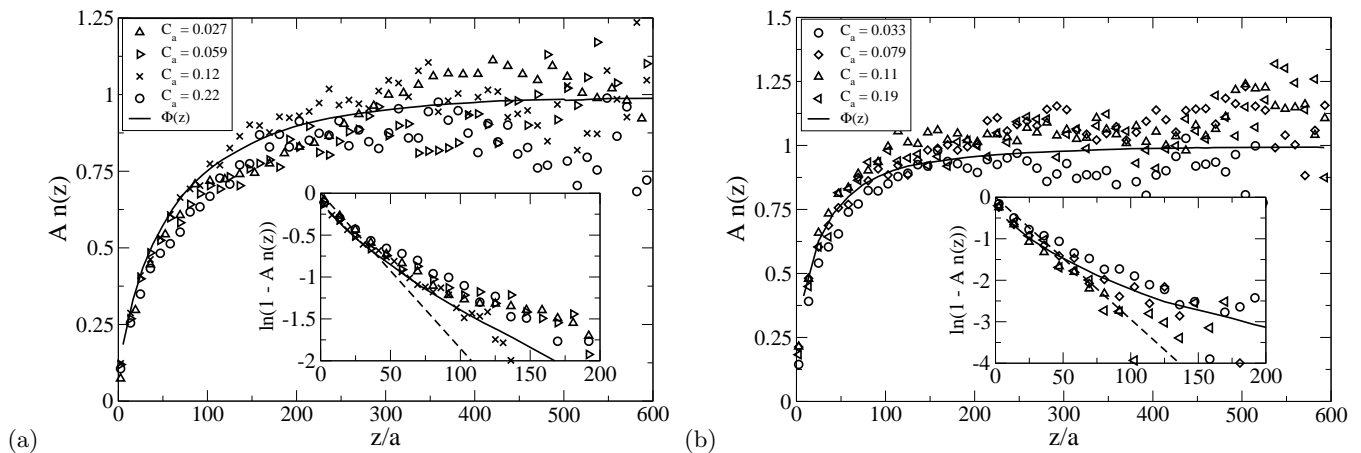 1.25
1
0.75
0.5
0.25
0
A n(z)
C_a = 0.027
C_a = 0.059
C_a = 0.12
C_a = 0.22
Φ(z)
0
-0.5
-1
-1.5
-2
ln(1 - A n(z))
0 50 100 150 200
0 100 200 300 400 500 600
z/a
(a)
1.5
1.25
1
0.75
0.5
0.25
0
A n(z)
C_a = 0.033
C_a = 0.079
C_a = 0.11
C_a = 0.19
Φ(z)
0
-1
-2
-3
-4
ln(1 - A n(z))
0 50 100 150 200
0 100 200 300 400 500 600
z/a
(b)